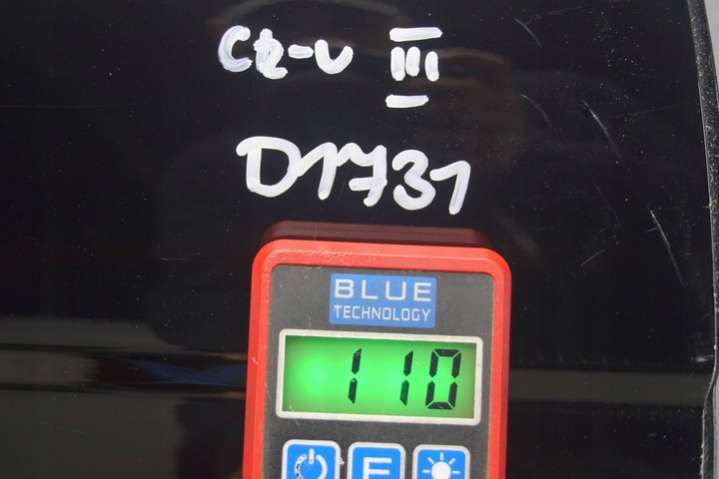 CR-V III
D1731
BLUE
TECHNOLOGY
110
F